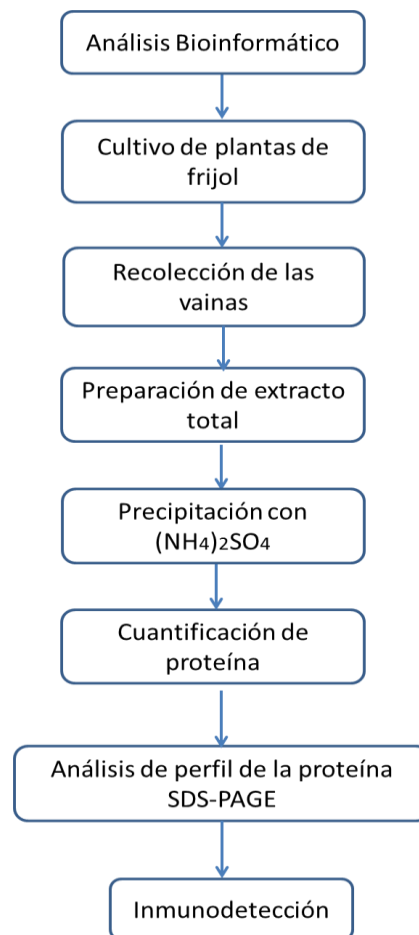 Análisis Bioinformático
Cultivo de plantas de
frijol
Recolección de las
vainas
Preparación de extracto
total
Precipitación con
(NH4)2SO4
Cuantificación de
proteína
Análisis de perfil de la proteína
SDS-PAGE
Inmunodetección